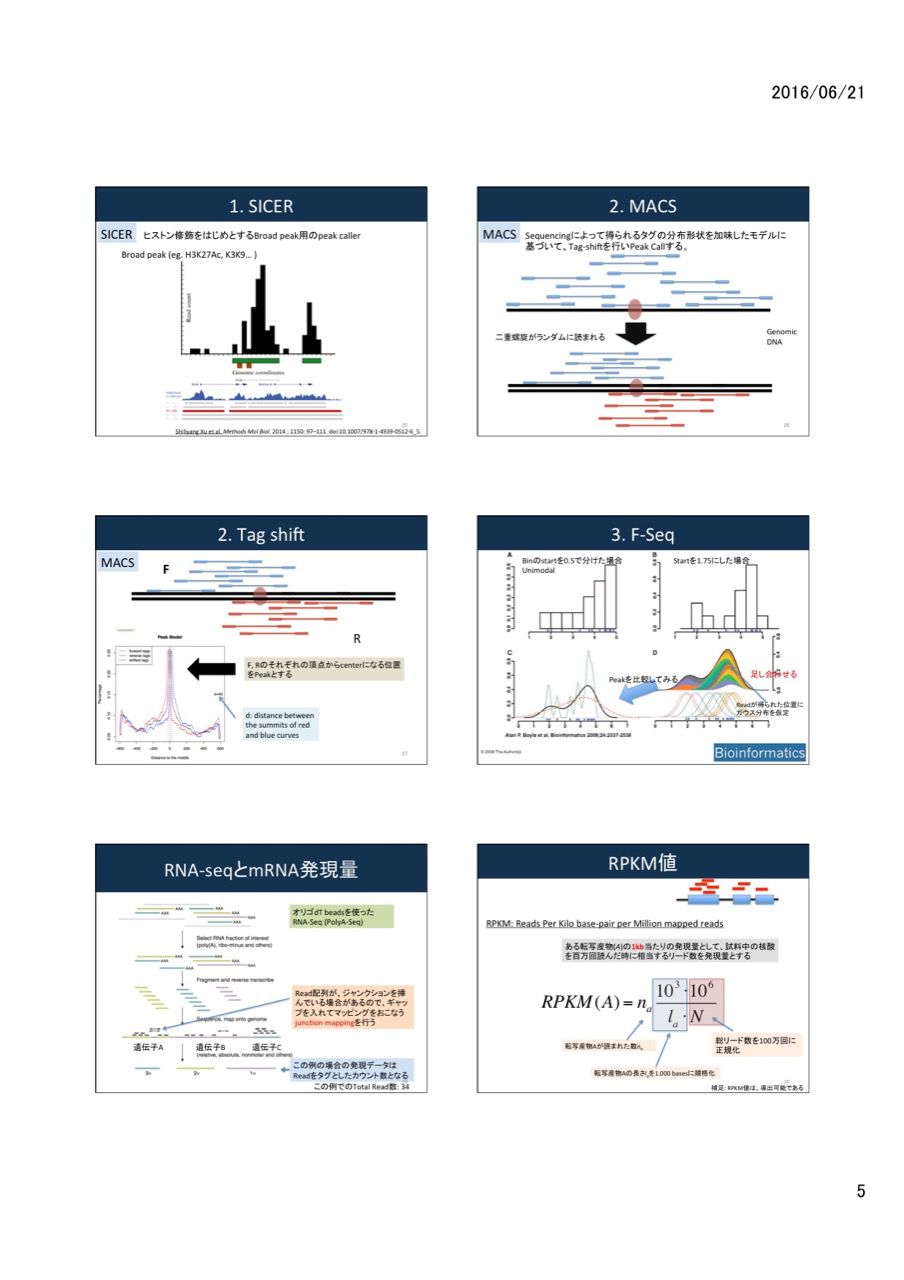 2016/06/21
1. SICER
SICER ヒストン修飾をはじめとするBroad peak用のpeak caller
Broad peak (eg. H3K27Ac, K3K9… )
Read count
Genome coordinates
Shiliyang Xu et al. Methods Mol Biol. 2014 ; 1150: 97–111. doi:10.1007/978-1-4939-0512-6_5.
25
2. MACS
MACS Sequencingによって得られるタグの分布形状を加味したモデルに
基づいて、Tag-shiftを行いPeak Callする。
二重螺旋がランダムに読まれる
Genomic
DNA
26
2. Tag shift
MACS
F
R
Peak Model
forward tags
reverse tags
shifted tags
Percentage
Distance to the middle
F, Rのそれぞれの頂点からcenterになる位置
をPeakとする
d: distance between
the summits of red
and blue curves
27
3. F-Seq
A
Binのstartを0.5で分けた場合
Unimodal
B
Startを1.75にした場合
C
D
Peakを比較してみる
足し合わせる
Readが得られた位置に
ガウス分布を仮定
Alan P. Boyle et al. Bioinformatics 2008;24:2537-2538
© 2008 The Author(s)
Bioinformatics
RNA-seqとmRNA発現量
AAA
AAA
AAA
AAA
AAA
AAA
オリゴdT beadsを使った
RNA-Seq (PolyA-Seq)
Select RNA fraction of interest
(poly(A), ribo-minus and others)
AAA
AAA
AAA
AAA
AAA
Fragment and reverse transcribe
Read配列が、ジャンクションを挿
んでいる場合があるので、ギャッ
プを入れてマッピングをおこなう
junction mappingを行う
Sequence, map onto genome
遺伝子A 遺伝子B 遺伝子C
(relative, absolute, nonmolar and others)
3× 2× 1×
この例の場合の発現データは
Readをタグとしたカウント数となる
この例でのTotal Read数: 34
RPKM値
RPKM: Reads Per Kilo base-pair per Million mapped reads
ある転写産物(A)の1kb当たりの発現量として、試料中の核酸
を百万回読んだ時に相当するリード数を発現量とする
RPKM(A) = nₐ 10³·10⁶ / lₐ·N
転写産物Aが読まれた数nₐ
総リード数を100万回に
正規化
転写産物Aの長さlₐを1.000 basesに規格化
補足: RPKM値は、導出可能である
5